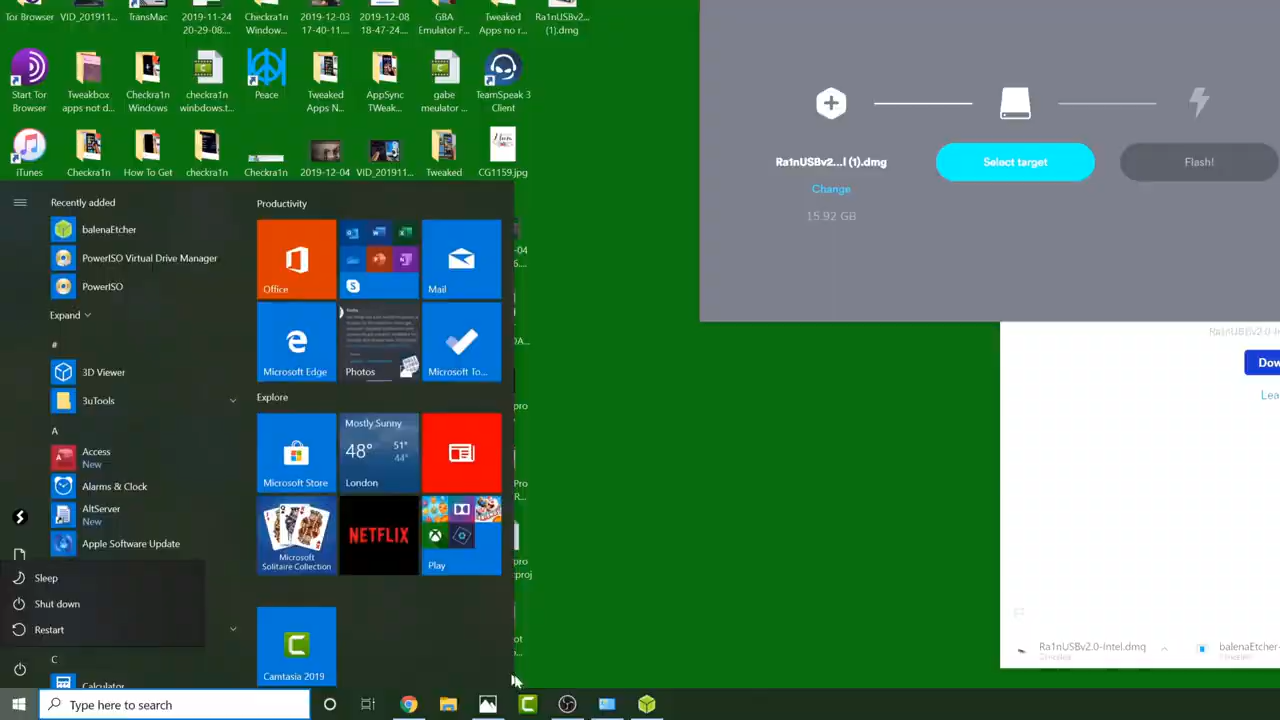 Tor Browser
VID_201911...
TransMac
2019-11-24
20-29-08....
Checkra1n
Window...
2019-12-03
17-40-11....
2019-12-08
18-47-24....
GBA
Emulator F...
Tweaked
Apps no r...
Ra1nUSBv2...
(1).dmg
Start Tor
Browser
Tweakbox
apps not d...
Checkra1n
Windows
checkra1n
winbdows.t...
Peace
Tweaked
Apps N...
AppSync
TWeak...
gabe
meulator ...
TeamSpeak 3
Client
iTunes
Checkra1n
How To Get
Checkra1n
Checkra1n
2019-12-04
VID_201911...
Tweaked
CG1159.jpg
Ra1nUSBv2...l (1).dmg
Change
15.92 GB
Select target
Flash!
Recently added
balenaEtcher
PowerISO Virtual Drive Manager
PowerISO
Expand
#
3D Viewer
3uTools
A
Access
New
Alarms & Clock
AltServer
New
Apple Software Update
Sleep
Shut down
Restart
C
Calculator
Productivity
Office
Mail
Microsoft Edge
Photos
Microsoft To...
Explore
Microsoft Store
Mostly Sunny
48° 51°
44°
London
Microsoft
Solitaire Collection
NETFLIX
Play
Camtasia 2019
Ra1nUSBv2.0-I
Dow
Lea
Ra1nUSBv2.0-Intel.dmg
balenaEtcher-
Type here to search